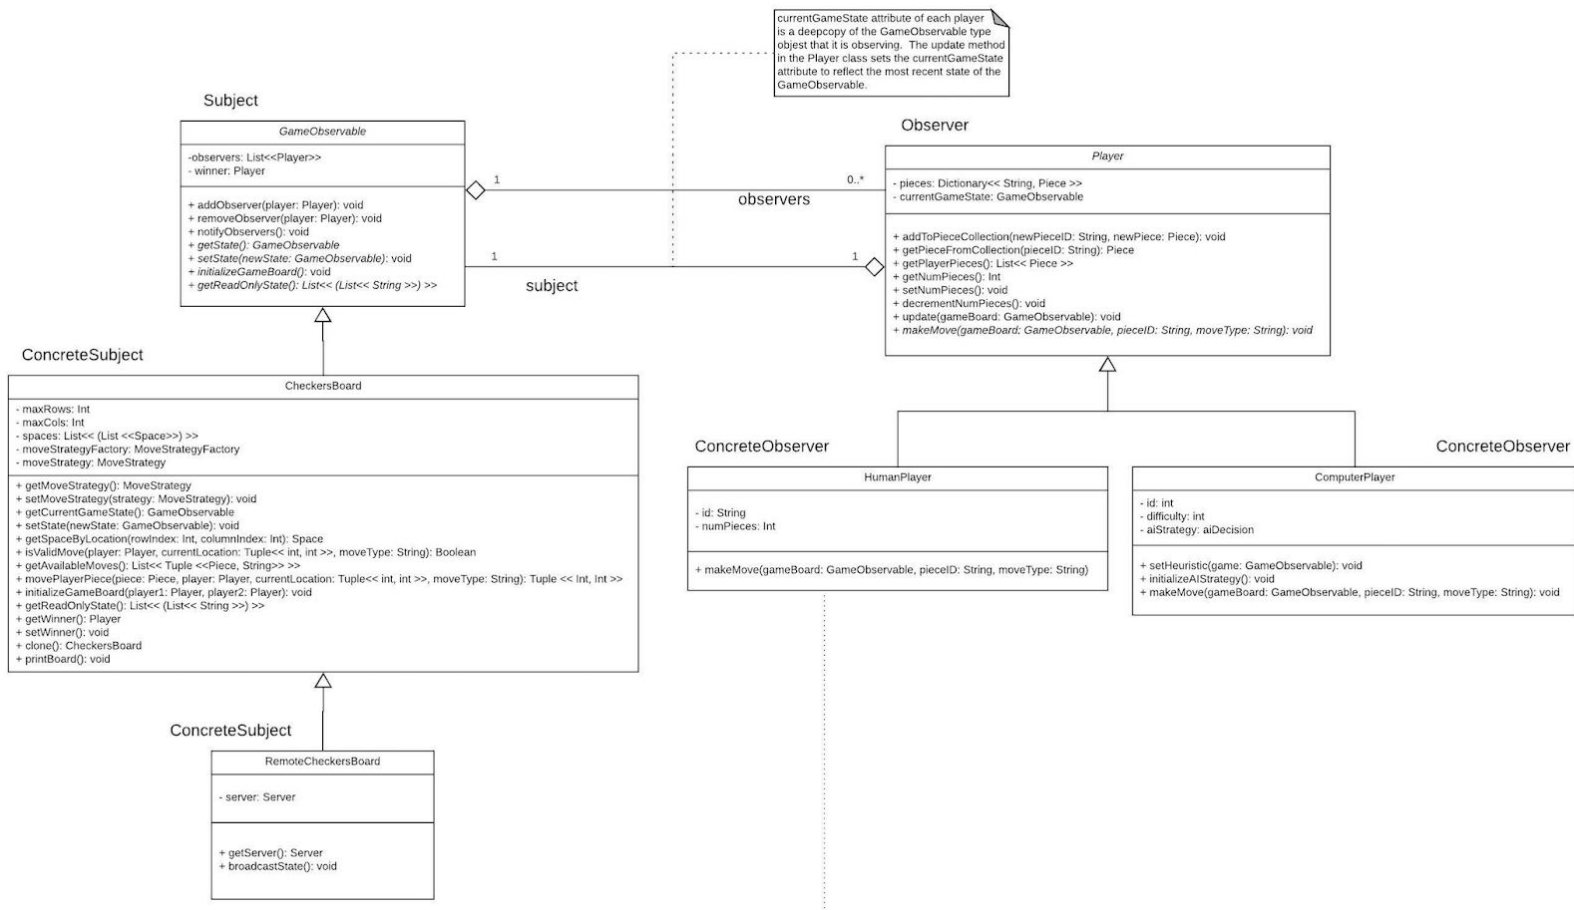 currentGameState attribute of each player
is a deepcopy of the GameObservable type
objest that it is observing. The update method
in the Player class sets the currentGameState
attribute to reflect the most recent state of the
GameObservable.
Subject
GameObservable
-observers: List<<Player>>
- winner: Player
+ addObserver(player: Player): void
+ removeObserver(player: Player): void
+ notifyObservers(): void
+ getState(): GameObservable
+ setState(newState: GameObservable): void
+ initializeGameBoard(): void
+ getReadOnlyState(): List<< (List<< String >>) >>
1
0..*
observers
1
1
subject
Observer
Player
- pieces: Dictionary<< String, Piece >>
- currentGameState: GameObservable
+ addToPieceCollection(newPieceID: String, newPiece: Piece): void
+ getPieceFromCollection(pieceID: String): Piece
+ getPlayerPieces(): List<< Piece >>
+ getNumPieces(): Int
+ setNumPieces(): void
+ decrementNumPieces(): void
+ update(gameBoard: GameObservable): void
+ makeMove(gameBoard: GameObservable, pieceID: String, moveType: String): void
ConcreteSubject
CheckersBoard
- maxRows: Int
- maxCols: Int
- spaces: List<< (List <<Space>>) >>
- moveStrategyFactory: MoveStrategyFactory
- moveStrategy: MoveStrategy
+ getMoveStrategy(): MoveStrategy
+ setMoveStrategy(strategy: MoveStrategy): void
+ getCurrentGameState(): GameObservable
+ setState(newState: GameObservable): void
+ getSpaceByLocation(rowIndex: Int, columnIndex: Int): Space
+ isValidMove(player: Player, currentLocation: Tuple<< int, int >>, moveType: String): Boolean
+ getAvailableMoves(): List<< Tuple <<Piece, String>> >>
+ movePlayerPiece(piece: Piece, player: Player, currentLocation: Tuple<< int, int >>, moveType: String): Tuple << Int, Int >>
+ initializeGameBoard(player1: Player, player2: Player): void
+ getReadOnlyState(): List<< (List<< String >>) >>
+ getWinner(): Player
+ setWinner(): void
+ clone(): CheckersBoard
+ printBoard(): void
ConcreteObserver
HumanPlayer
- id: String
- numPieces: Int
+ makeMove(gameBoard: GameObservable, pieceID: String, moveType: String)
ConcreteObserver
ComputerPlayer
- id: int
- difficulty: int
- aiStrategy: aiDecision
+ setHeuristic(game: GameObservable): void
+ initializeAIStrategy(): void
+ makeMove(gameBoard: GameObservable, pieceID: String, moveType: String): void
ConcreteSubject
RemoteCheckersBoard
- server: Server
+ getServer(): Server
+ broadcastState(): void